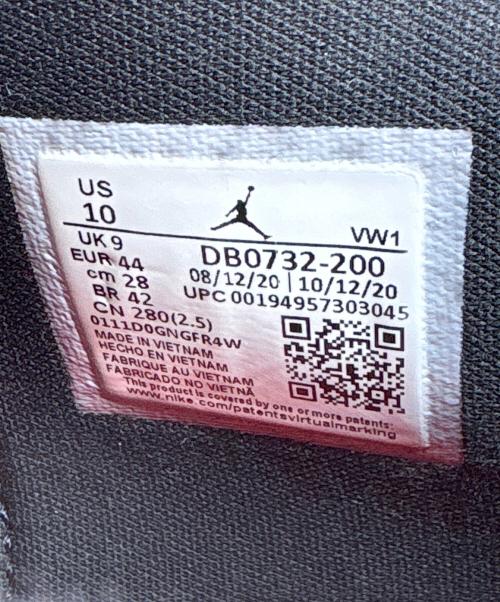 US
10
VW1
UK 9
EUR 44
cm 28
BR 42
CN 280(2.5)
DB0732-200
08/12/20 | 10/12/20
UPC 00194957303045
0111D0GNGFR4W
MADE IN VIETNAM
HECHO EN VIETNAM
FABRIQUE AU VIETNAM
FABRICADO NO VIETNÃ
This product is covered by one or more patents:
www.nike.com/patentsvirtualmarking